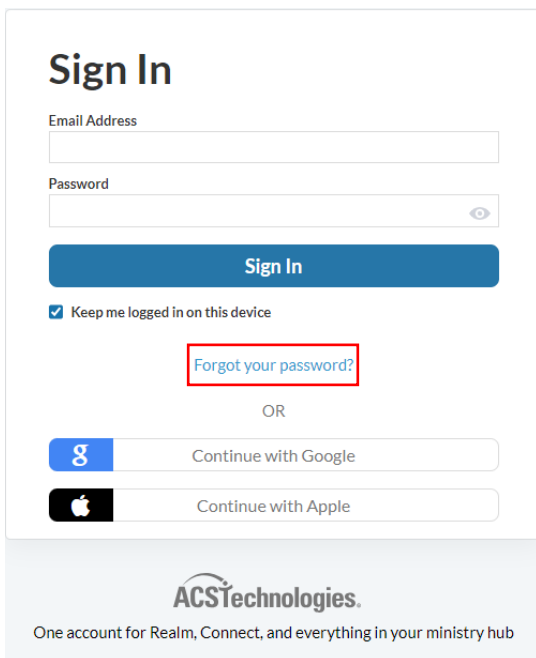 Sign In
Email Address
Password
Sign In
Keep me logged in on this device
Forgot your password?
OR
g Continue with Google
Continue with Apple
ACSTechnologies.
One account for Realm, Connect, and everything in your ministry hub